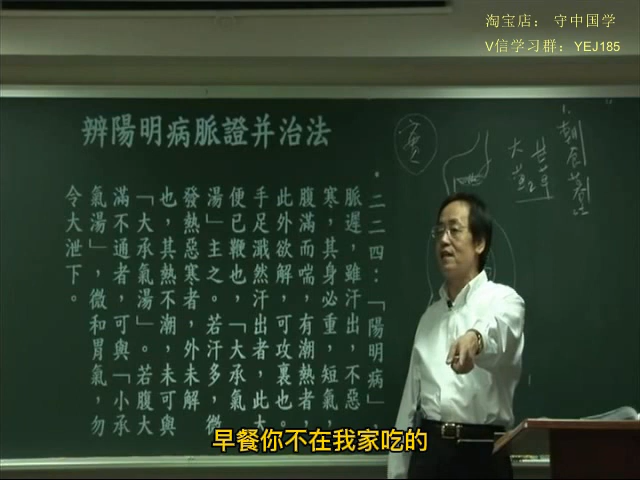 淘宝店： 守中国学
V信学习群：YEJ185
辨陽明病脈證并治法
二二四：「陽明病」，
脈遲，雖汗出，不惡
寒，其身必重，短氣，
腹滿而喘，有潮熱者，
此外欲解，可攻裏也。
手足濈然汗出者，此大
便已鞕也，「大承氣
湯」主之。若汗多，微
發熱惡寒者，外未解
也，其熱不潮，未可與
「大承氣湯」。若腹大
滿不通者，可與「小承
氣湯」，微和胃氣，勿
令大泄下。
實
早餐你不在我家吃的